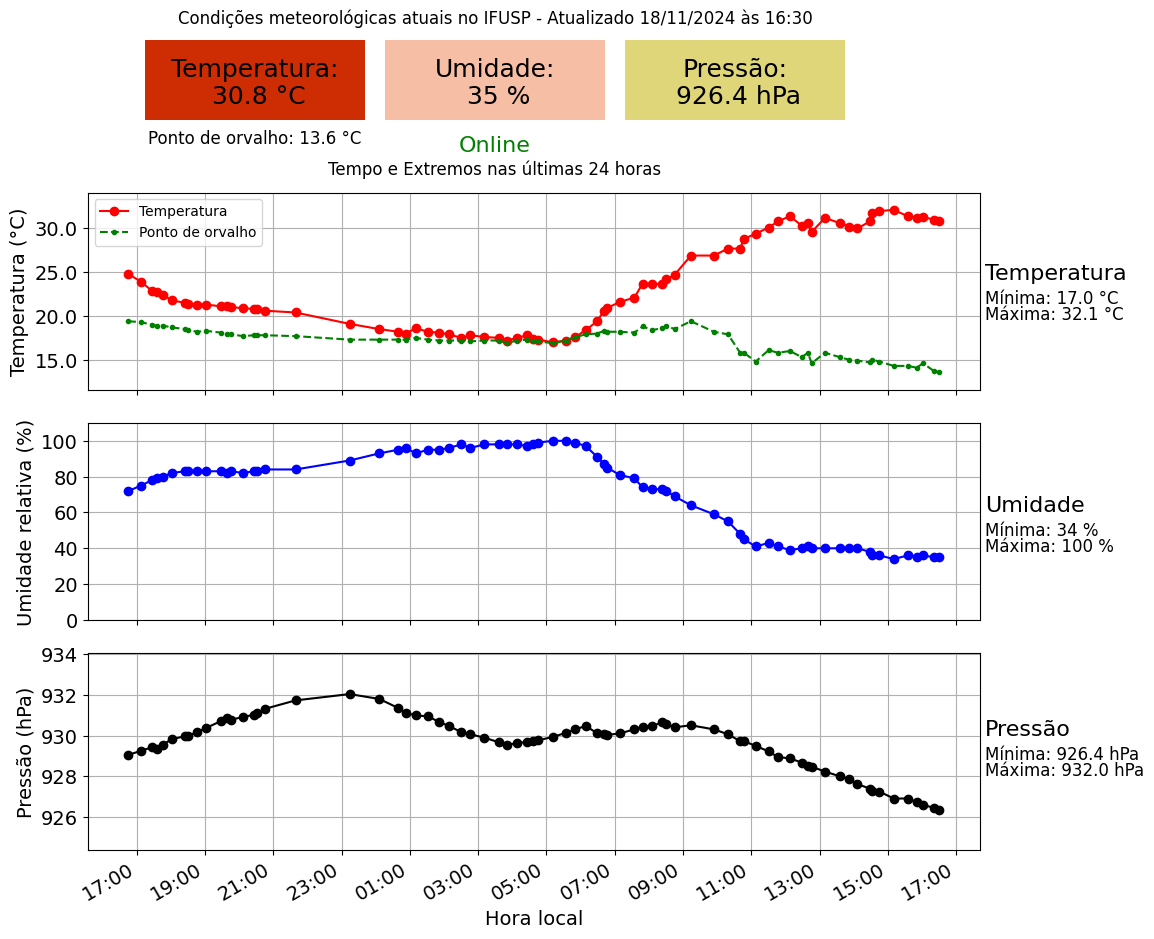 Condições meteorológicas atuais no IFUSP - Atualizado 18/11/2024 às 16:30
Temperatura:
30.8 °C
Umidade:
35 %
Pressão:
926.4 hPa
Ponto de orvalho: 13.6 °C
Online
Tempo e Extremos nas últimas 24 horas
Temperatura (°C)
30.0
25.0
20.0
15.0
Temperatura
Ponto de orvalho
Temperatura
Mínima: 17.0 °C
Máxima: 32.1 °C
Umidade relativa (%)
100
80
60
40
20
0
Umidade
Mínima: 34 %
Máxima: 100 %
Pressão (hPa)
934
932
930
928
926
Pressão
Mínima: 926.4 hPa
Máxima: 932.0 hPa
17:00 19:00 21:00 23:00 01:00 03:00 05:00 07:00 09:00 11:00 13:00 15:00 17:00
Hora local